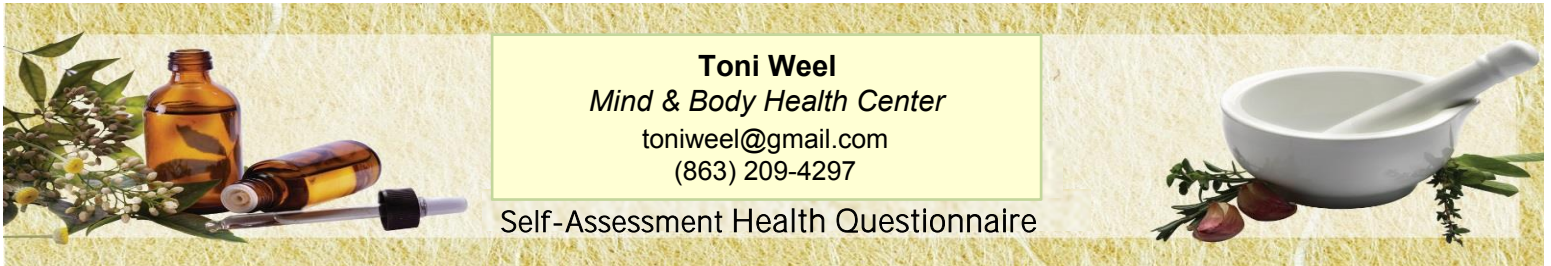 Toni Weel
Mind & Body Health Center
toniweel@gmail.com
(863) 209-4297
Self-Assessment Health Questionnaire